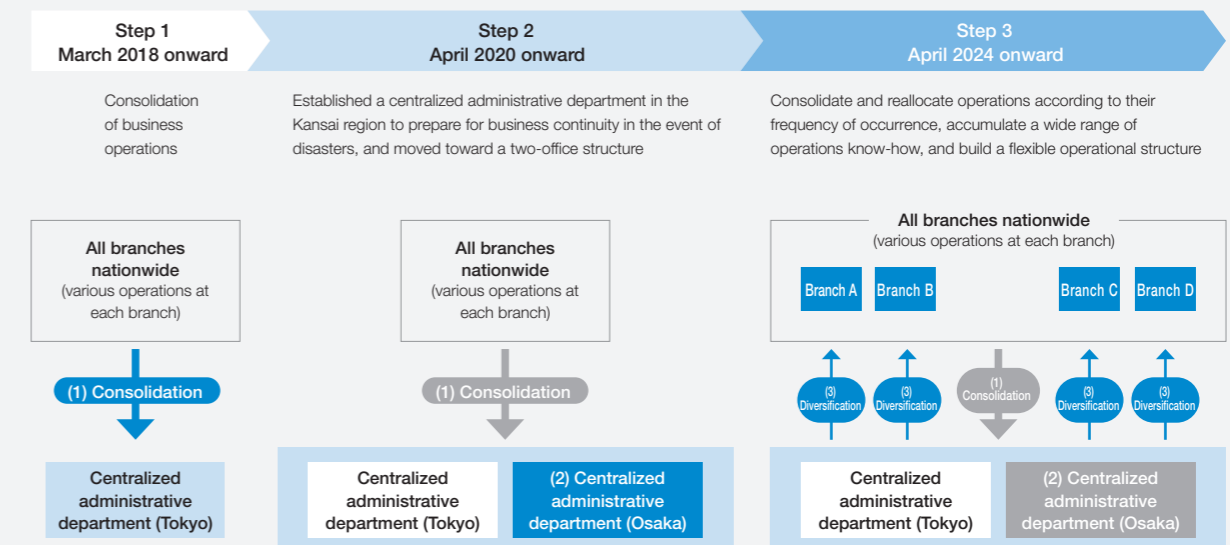 Step 1
March 2018 onward
Step 2
April 2020 onward
Step 3
April 2024 onward
Consolidation
of business
operations
Established a centralized administrative department in the
Kansai region to prepare for business continuity in the event of
disasters, and moved toward a two-office structure
Consolidate and reallocate operations according to their
frequency of occurrence, accumulate a wide range of
operations know-how, and build a flexible operational structure
All branches
nationwide
(various operations at
each branch)
(1) Consolidation
Centralized
administrative
department (Tokyo)
All branches
nationwide
(various operations at
each branch)
(1) Consolidation
Centralized
administrative
department (Tokyo)
(2) Centralized
administrative
department (Osaka)
All branches nationwide
(various operations at each branch)
Branch A
Branch B
Branch C
Branch D
(3)
Diversification
(3)
Diversification
(1)
Consolidation
(3)
Diversification
(3)
Diversification
Centralized
administrative
department (Tokyo)
(2) Centralized
administrative
department (Osaka)